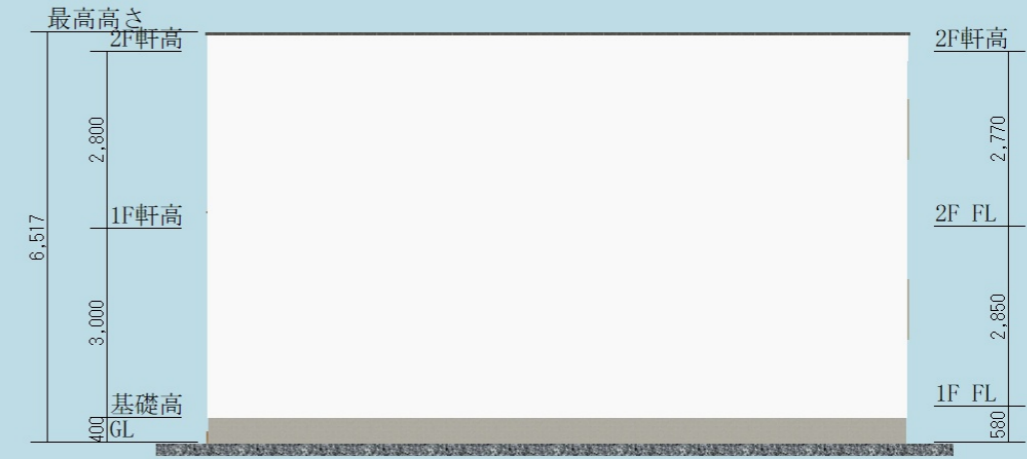 最高高さ
2F軒高
2,800
1F軒高
6,517
3,000
基礎高
400
GL
2F軒高
2,770
2F FL
2,850
1F FL
580